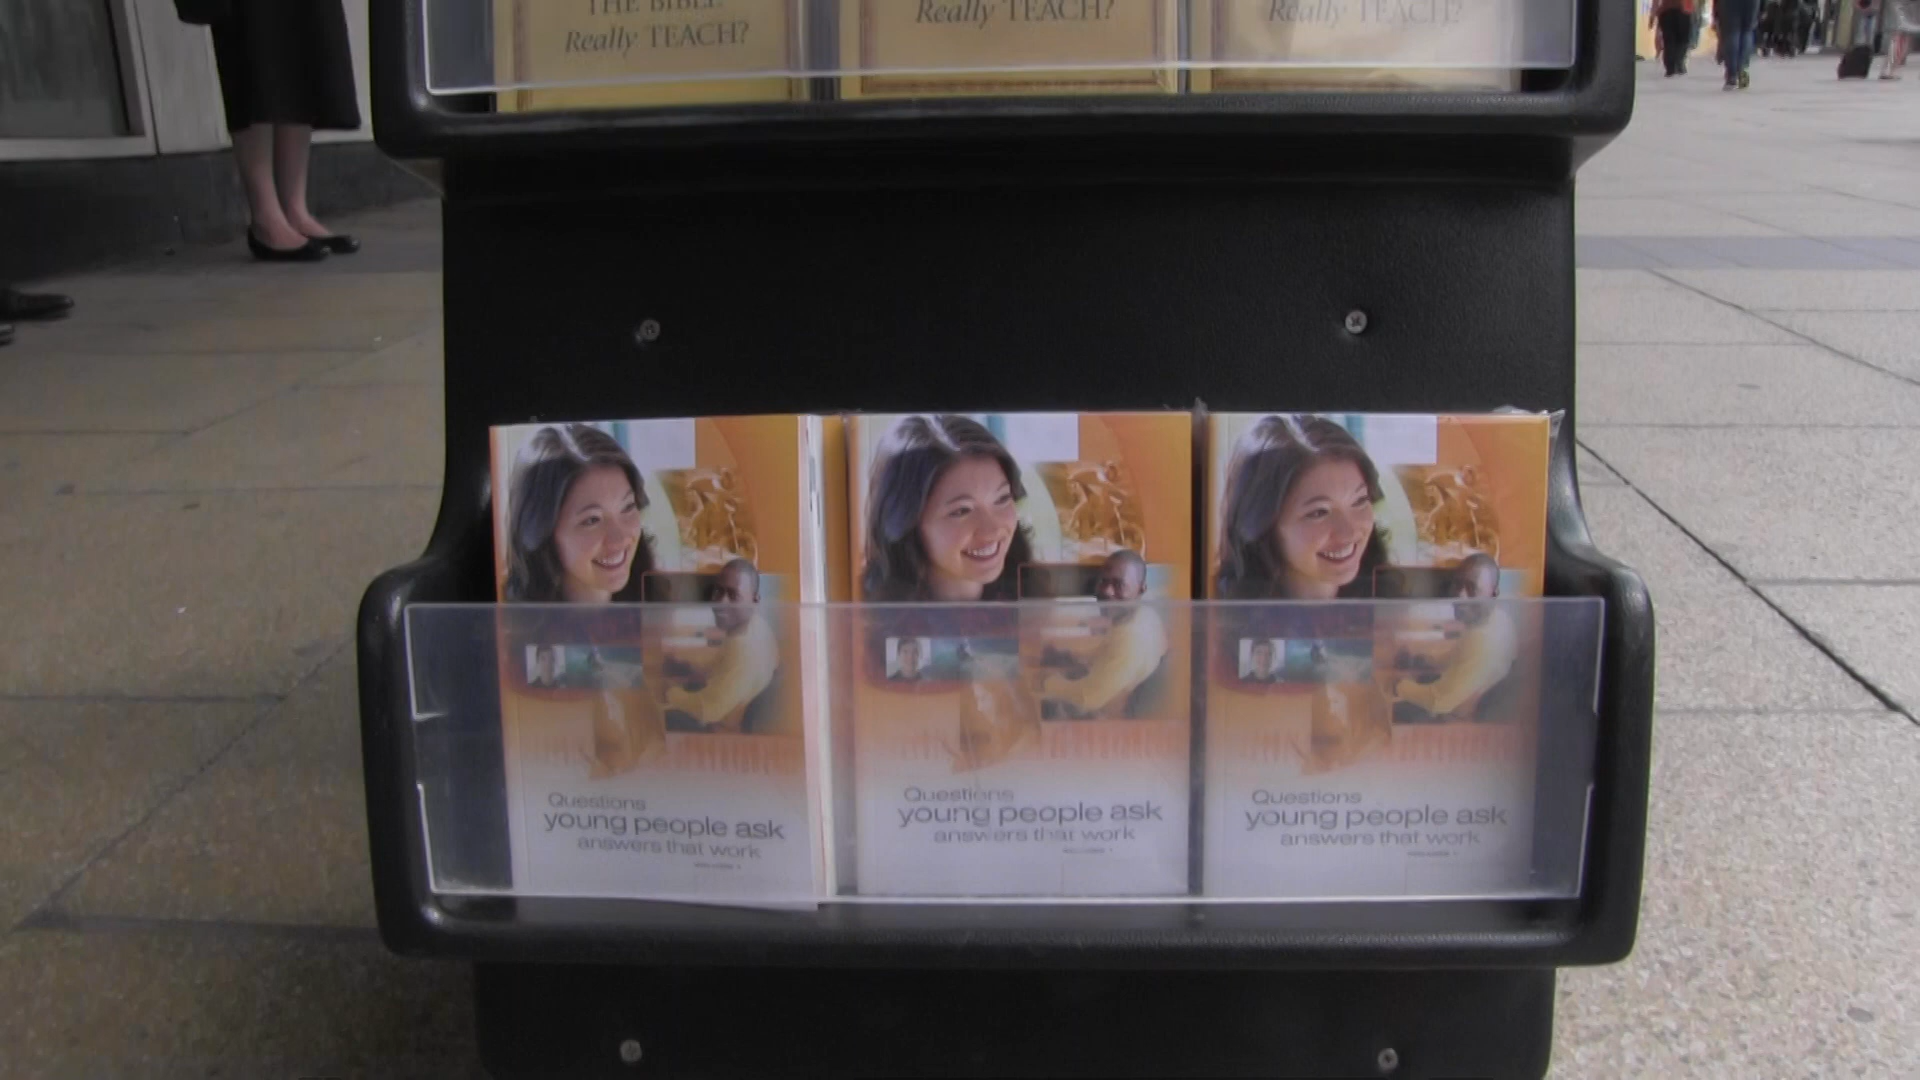 THE BIBLE
Really TEACH?
Really TEACH?
Really TEACH?
Questions
young people ask
answers that work
Questions
young people ask
answers that work
Questions
young people ask
answers that work